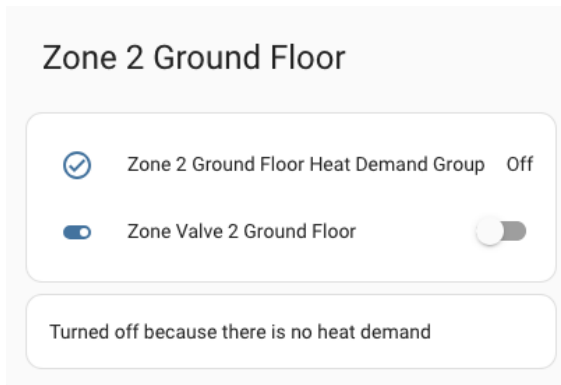 Zone 2 Ground Floor
Zone 2 Ground Floor Heat Demand Group Off
Zone Valve 2 Ground Floor
Turned off because there is no heat demand